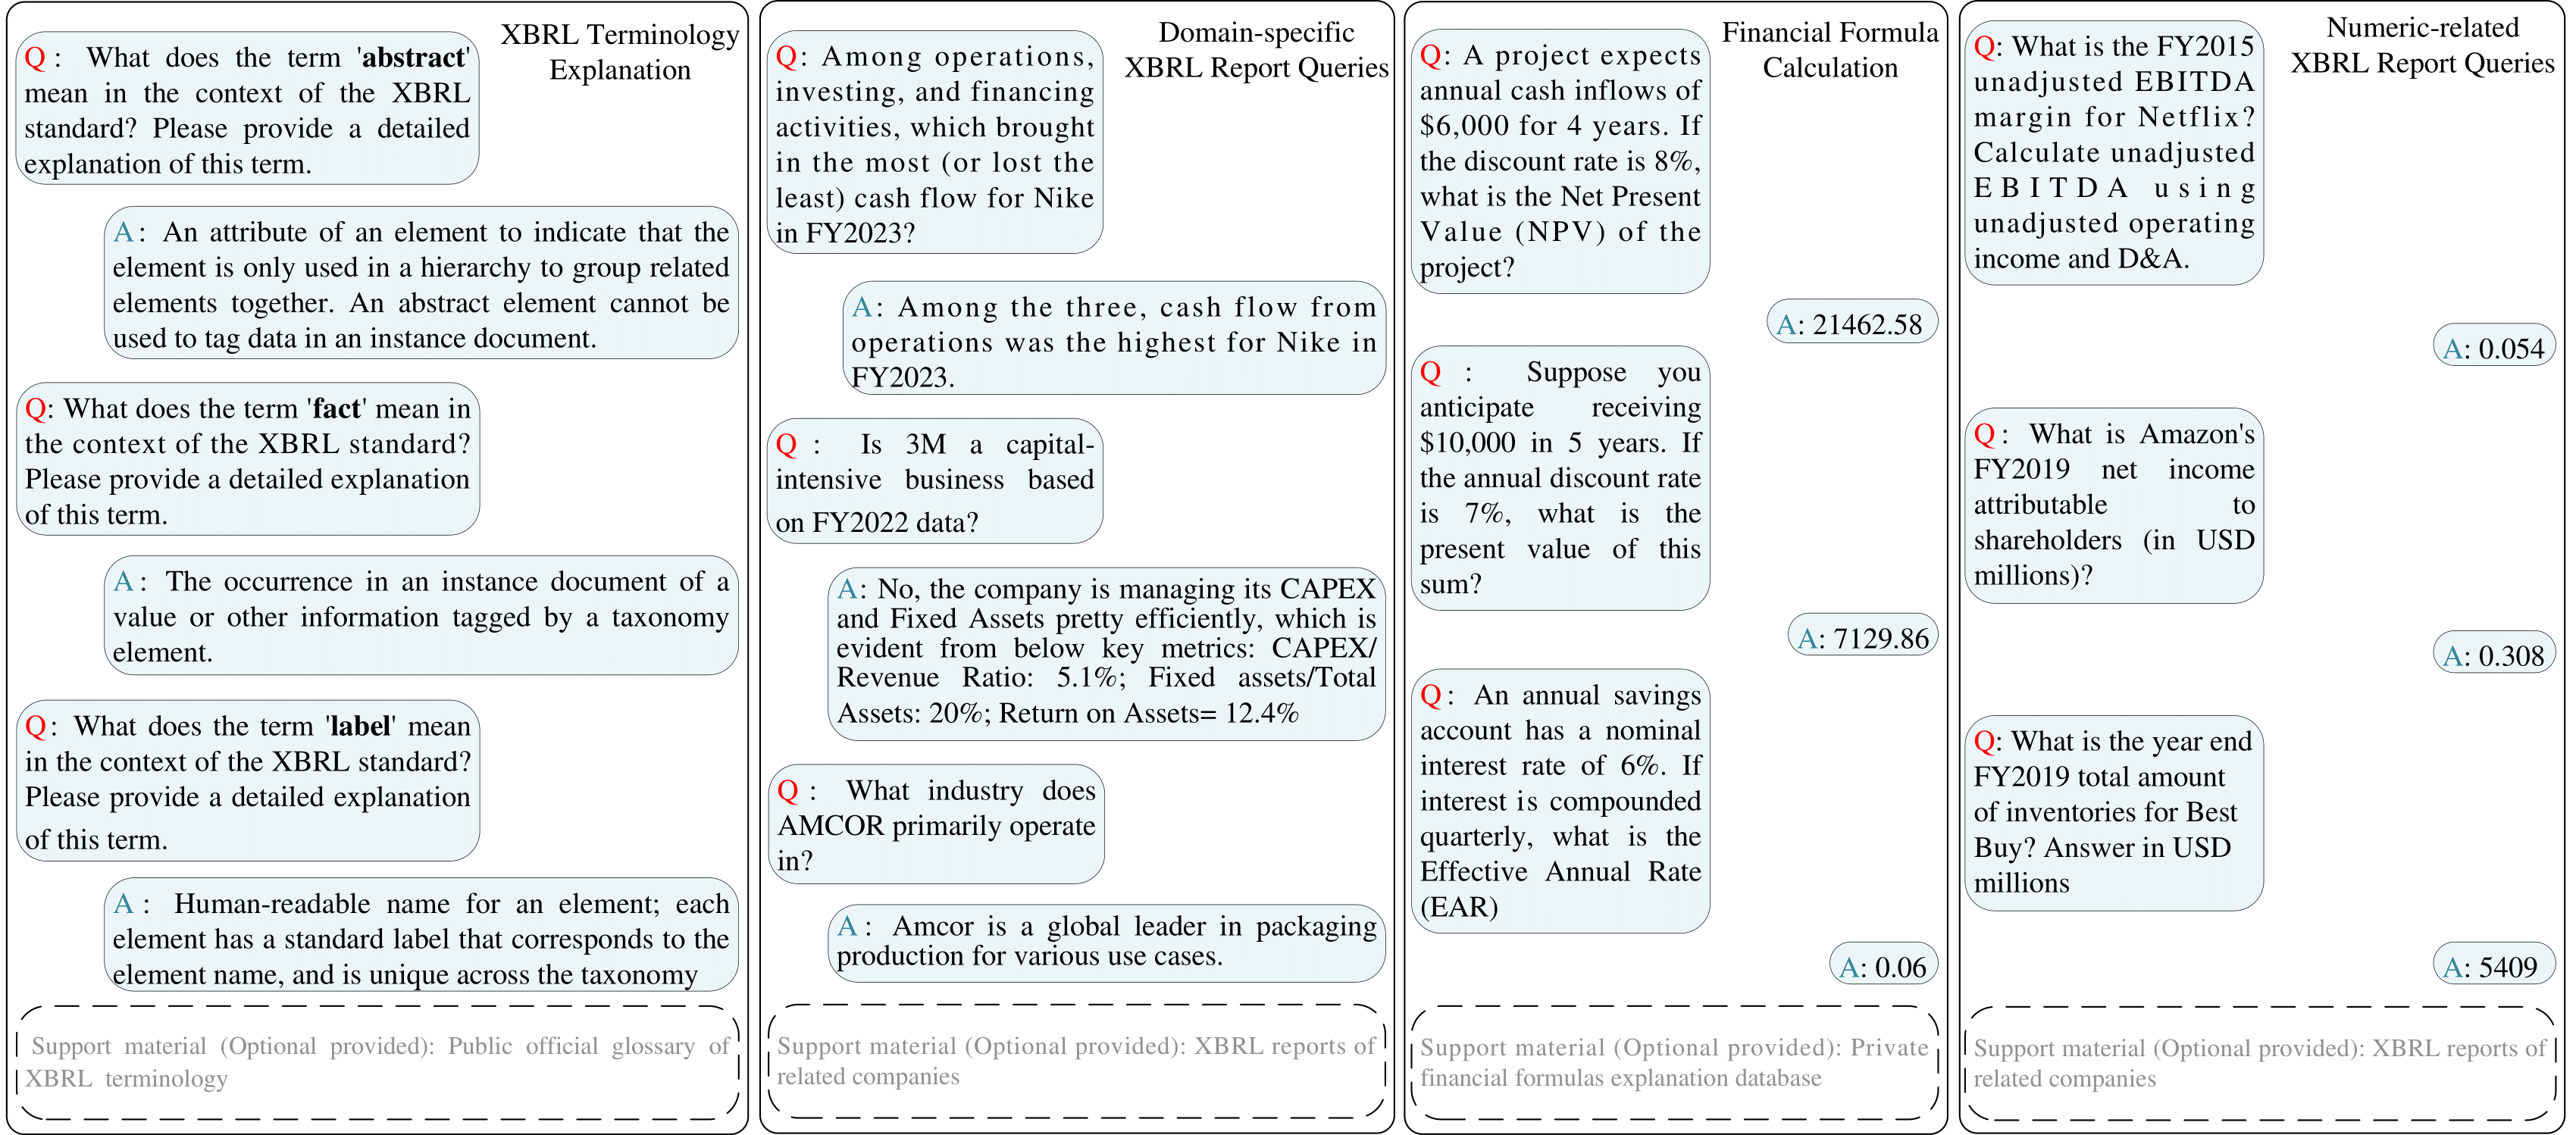 XBRL Terminology
Explanation
Q: What does the term 'abstract'
mean in the context of the XBRL
standard? Please provide a detailed
explanation of this term.
A: An attribute of an element to indicate that the
element is only used in a hierarchy to group related
elements together. An abstract element cannot be
used to tag data in an instance document.
Q: What does the term 'fact' mean in
the context of the XBRL standard?
Please provide a detailed explanation
of this term.
A: The occurrence in an instance document of a
value or other information tagged by a taxonomy
element.
Q: What does the term 'label' mean
in the context of the XBRL standard?
Please provide a detailed explanation
of this term.
A: Human-readable name for an element; each
element has a standard label that corresponds to the
element name, and is unique across the taxonomy
Support material (Optional provided): Public official glossary of
XBRL terminology
Domain-specific
XBRL Report Queries
Q: Among operations,
investing, and financing
activities, which brought
in the most (or lost the
least) cash flow for Nike
in FY2023?
A: Among the three, cash flow from
operations was the highest for Nike in
FY2023.
Q: Is 3M a capital-
intensive business based
on FY2022 data?
A: No, the company is managing its CAPEX
and Fixed Assets pretty efficiently, which is
evident from below key metrics: CAPEX/
Revenue Ratio: 5.1%; Fixed assets/Total
Assets: 20%; Return on Assets= 12.4%
Q: What industry does
AMCOR primarily operate
in?
A: Amcor is a global leader in packaging
production for various use cases.
Support material (Optional provided): XBRL reports of
related companies
Financial Formula
Calculation
Q: A project expects
annual cash inflows of
$6,000 for 4 years. If
the discount rate is 8%,
what is the Net Present
Value (NPV) of the
project?
A: 21462.58
Q: Suppose you
anticipate receiving
$10,000 in 5 years. If
the annual discount rate
is 7%, what is the
present value of this
sum?
A: 7129.86
Q: An annual savings
account has a nominal
interest rate of 6%. If
interest is compounded
quarterly, what is the
Effective Annual Rate
(EAR)
A: 0.06
Support material (Optional provided): Private
financial formulas explanation database
Numeric-related
XBRL Report Queries
Q: What is the FY2015
unadjusted EBITDA
margin for Netflix?
Calculate unadjusted
EBITDA using
unadjusted operating
income and D&A.
A: 0.054
Q: What is Amazon's
FY2019 net income
attributable to
shareholders (in USD
millions)?
A: 0.308
Q: What is the year end
FY2019 total amount
of inventories for Best
Buy? Answer in USD
millions
A: 5409
Support material (Optional provided): XBRL reports of
related companies